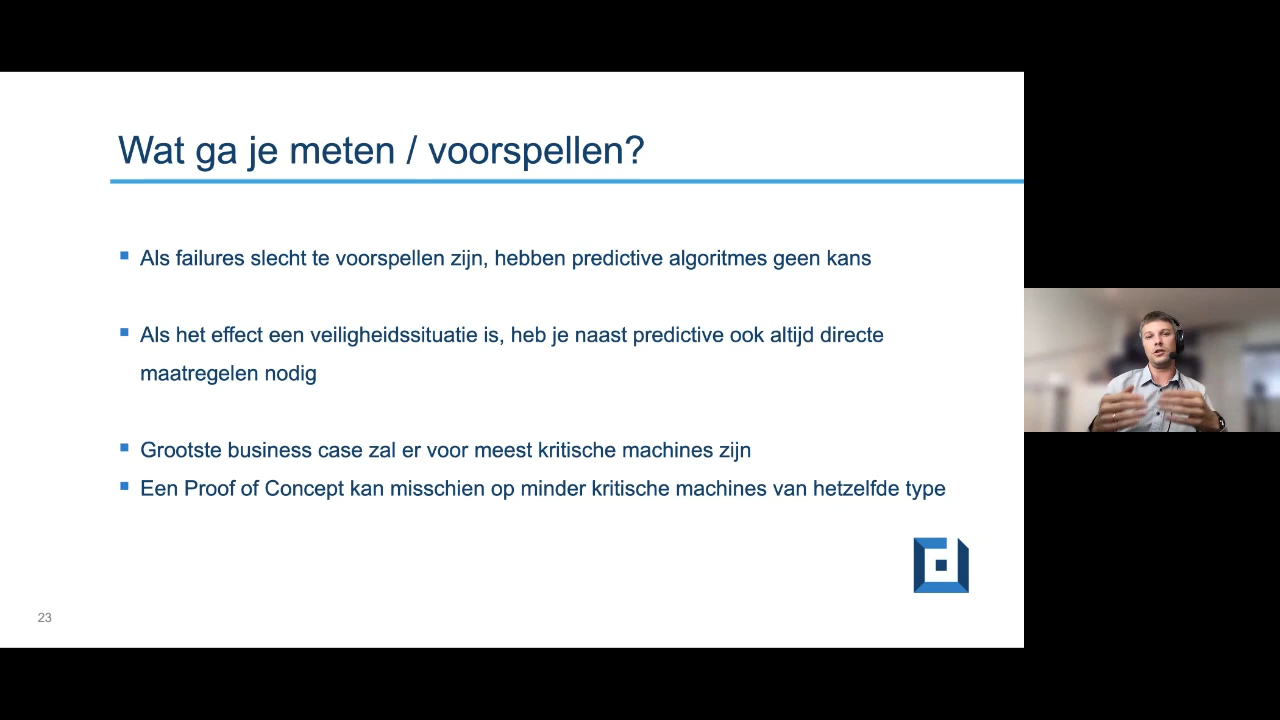 Wat ga je meten / voorspellen?
Als failures slecht te voorspellen zijn, hebben predictive algoritmes geen kans
Als het effect een veiligheidssituatie is, heb je naast predictive ook altijd directe
maatregelen nodig
Grootste business case zal er voor meest kritische machines zijn
Een Proof of Concept kan misschien op minder kritische machines van hetzelfde type
23